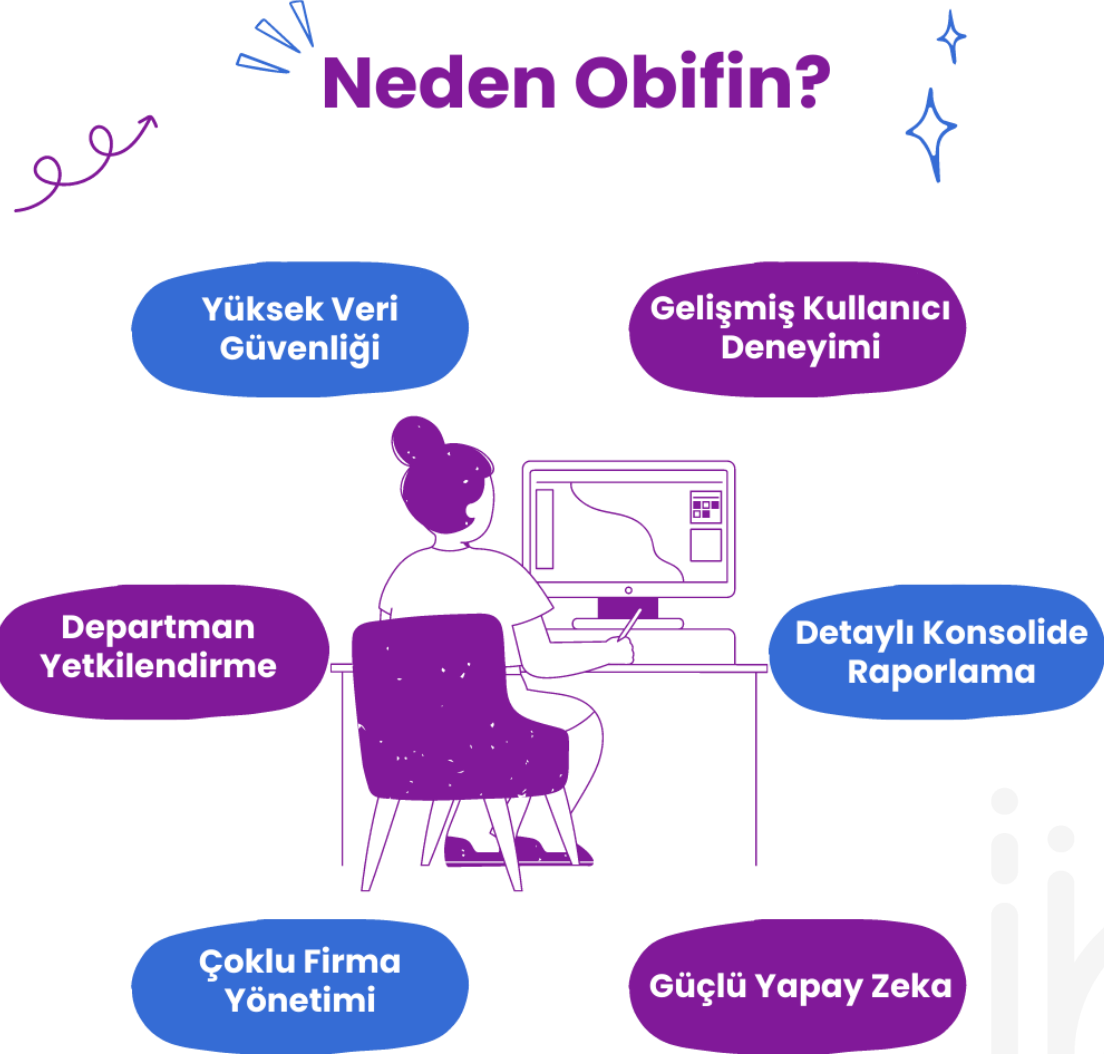 Neden Obifin?
Yüksek Veri
Güvenliği
Gelişmiş Kullanıcı
Deneyimi
Departman
Yetkilendirme
Detaylı Konsolide
Raporlama
Çoklu Firma
Yönetimi
Güçlü Yapay Zeka